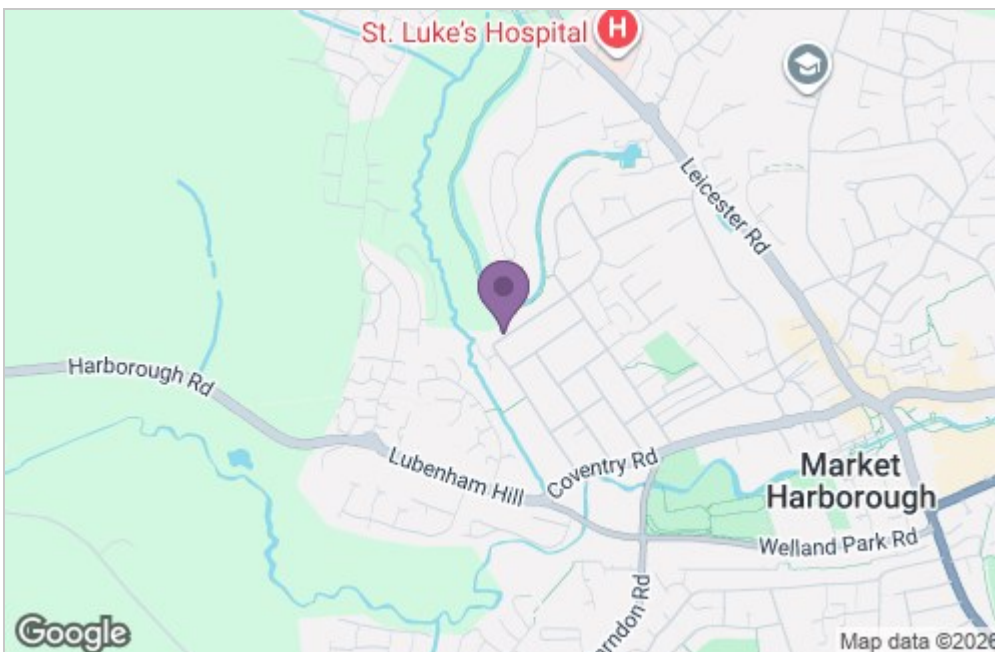 St. Luke's Hospital
H
Leicester Rd
Harborough Rd
Lubenham Hill
Coventry Rd
Market
Harborough
Welland Park Rd
Google
Map data ©2026